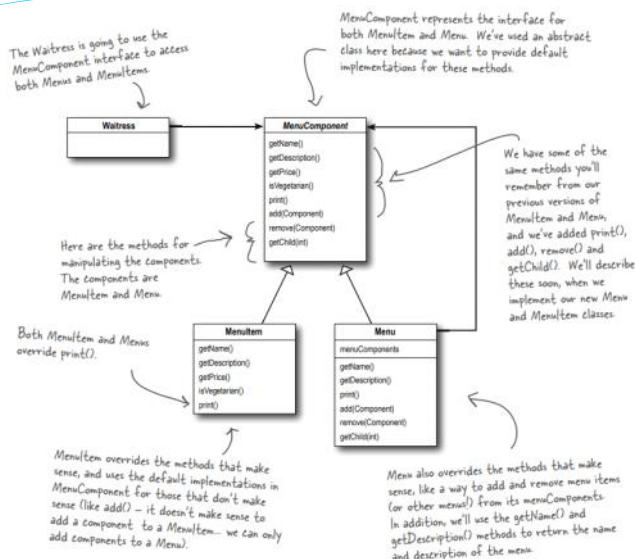 The Waitress is going to use the
MenuComponent interface to access
both Menus and MenuItems.
MenuComponent represents the interface for
both MenuItem and Menu. We've used an abstract
class here because we want to provide default
implementations for these methods.
Waitress
MenuComponent
getName()
getDescription()
getPrice()
isVegetarian()
print()
add(Component)
remove(Component)
getChild(int)
We have some of the
same methods you'll
remember from our
previous versions of
MenuItem and Menu,
and we've added print(),
add(), remove() and
getChild(). We'll describe
these soon, when we
implement our new Menu
and MenuItem classes.
Here are the methods for
manipulating the components.
The components are
MenuItem and Menu.
MenuItem
getName()
getDescription()
getPrice()
isVegetarian()
print()
Menu
menuComponents
getName()
getDescription()
print()
add(Component)
remove(Component)
getChild(int)
Both MenuItem and Menus
override print().
MenuItem overrides the methods that make
sense, and uses the default implementations in
MenuComponent for those that don't make
sense (like add() – it doesn't make sense to
add a component to a MenuItem... we can only
add components to a Menu).
Menu also overrides the methods that make
sense, like a way to add and remove menu items
(or other menus!) from its menuComponents.
In addition, we'll use the getName() and
getDescription() methods to return the name
and description of the menu.